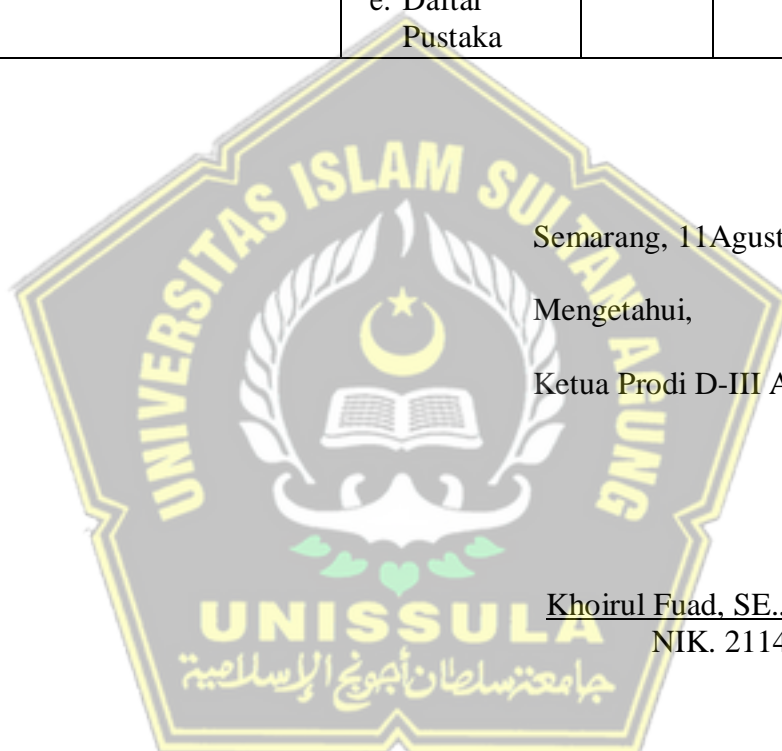 e. Daftar
Pustaka
UNIVERSITAS ISLAM SULTAN AGUNG
Semarang, 11Agust
Mengetahui,
Ketua Prodi D-III A
Khoirul Fuad, SE.,
NIK. 2114
UNISSULA
جامعة سلطان أجونج الإسلامية